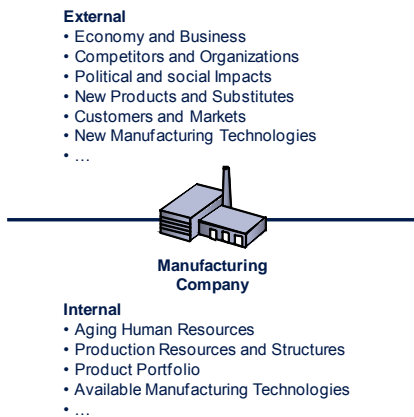 External
• Economy and Business
• Competitors and Organizations
• Political and social Impacts
• New Products and Substitutes
• Customers and Markets
• New Manufacturing Technologies
• ...
Manufacturing
Company
Internal
• Aging Human Resources
• Production Resources and Structures
• Product Portfolio
• Available Manufacturing Technologies
• ...